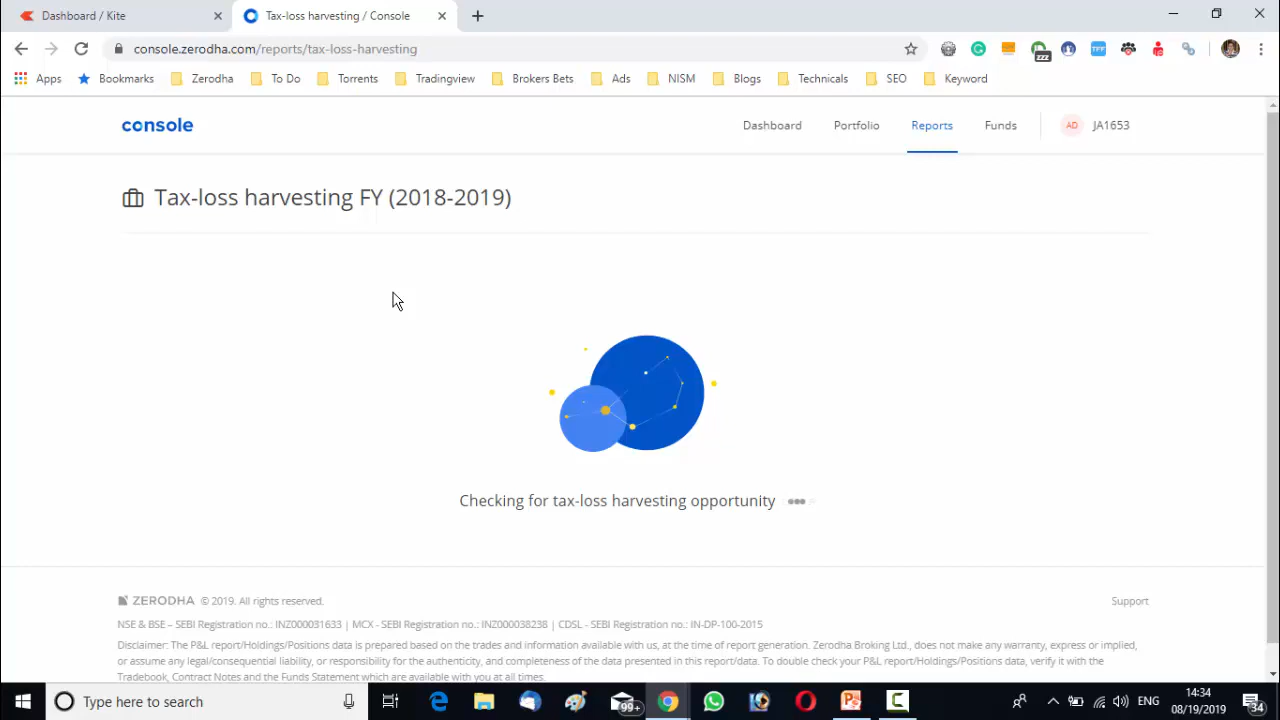 Dashboard / Kite
Tax-loss harvesting / Console
console.zerodha.com/reports/tax-loss-harvesting
zzz
TFF
Apps
Bookmarks
Zerodha
To Do
Torrents
Tradingview
Brokers Bets
Ads
NISM
Blogs
Technicals
SEO
Keyword
console
Dashboard
Portfolio
Reports
Funds
AD
JA1653
Tax-loss harvesting FY (2018-2019)
Checking for tax-loss harvesting opportunity
ZERODHA © 2019. All rights reserved.
Support
NSE & BSE – SEBI Registration no.: INZ000031633 | MCX - SEBI Registration no.: INZ000038238 | CDSL - SEBI Registration no.: IN-DP-100-2015
Disclaimer: The P&L report/Holdings/Positions data is prepared based on the trades and information available with us, at the time of report generation. Zerodha Broking Ltd., does not make any warranty, express or implied,
or assume any legal/consequential liability, or responsibility for the authenticity, and completeness of the data presented in this report/data. To double check your P&L report/Holdings/Positions data, verify it with the
Tradebook, Contract Notes and the Funds Statement which are available with you at all times.
Type here to search
99+
ENG
14:34
08/19/2019
34